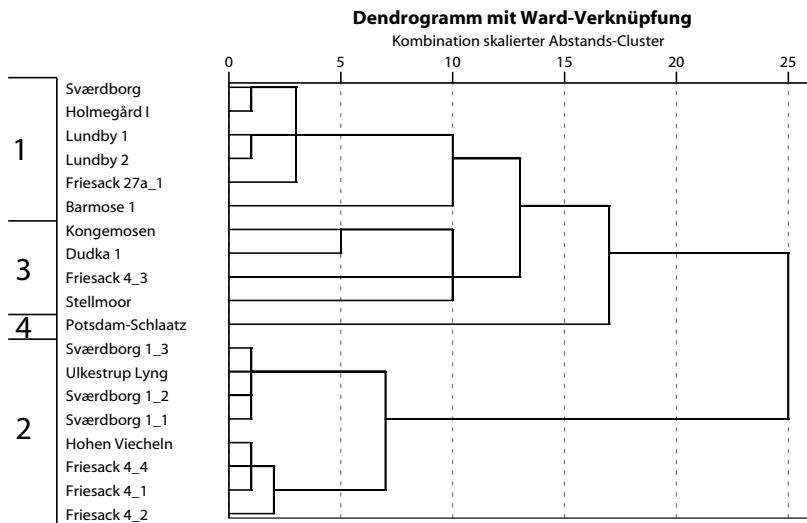 Dendrogramm mit Ward-Verknüpfung
Kombination skalierter Abstands-Cluster
0 5 10 15 20 25
1
Sværdborg
Holmegård I
Lundby 1
Lundby 2
Friesack 27a_1
Barmose 1
3
Kongemosen
Dudka 1
Friesack 4_3
Stellmoor
4
Potsdam-Schlaatz
2
Sværdborg 1_3
Ulkestrup Lyng
Sværdborg 1_2
Sværdborg 1_1
Hohen Viecheln
Friesack 4_4
Friesack 4_1
Friesack 4_2